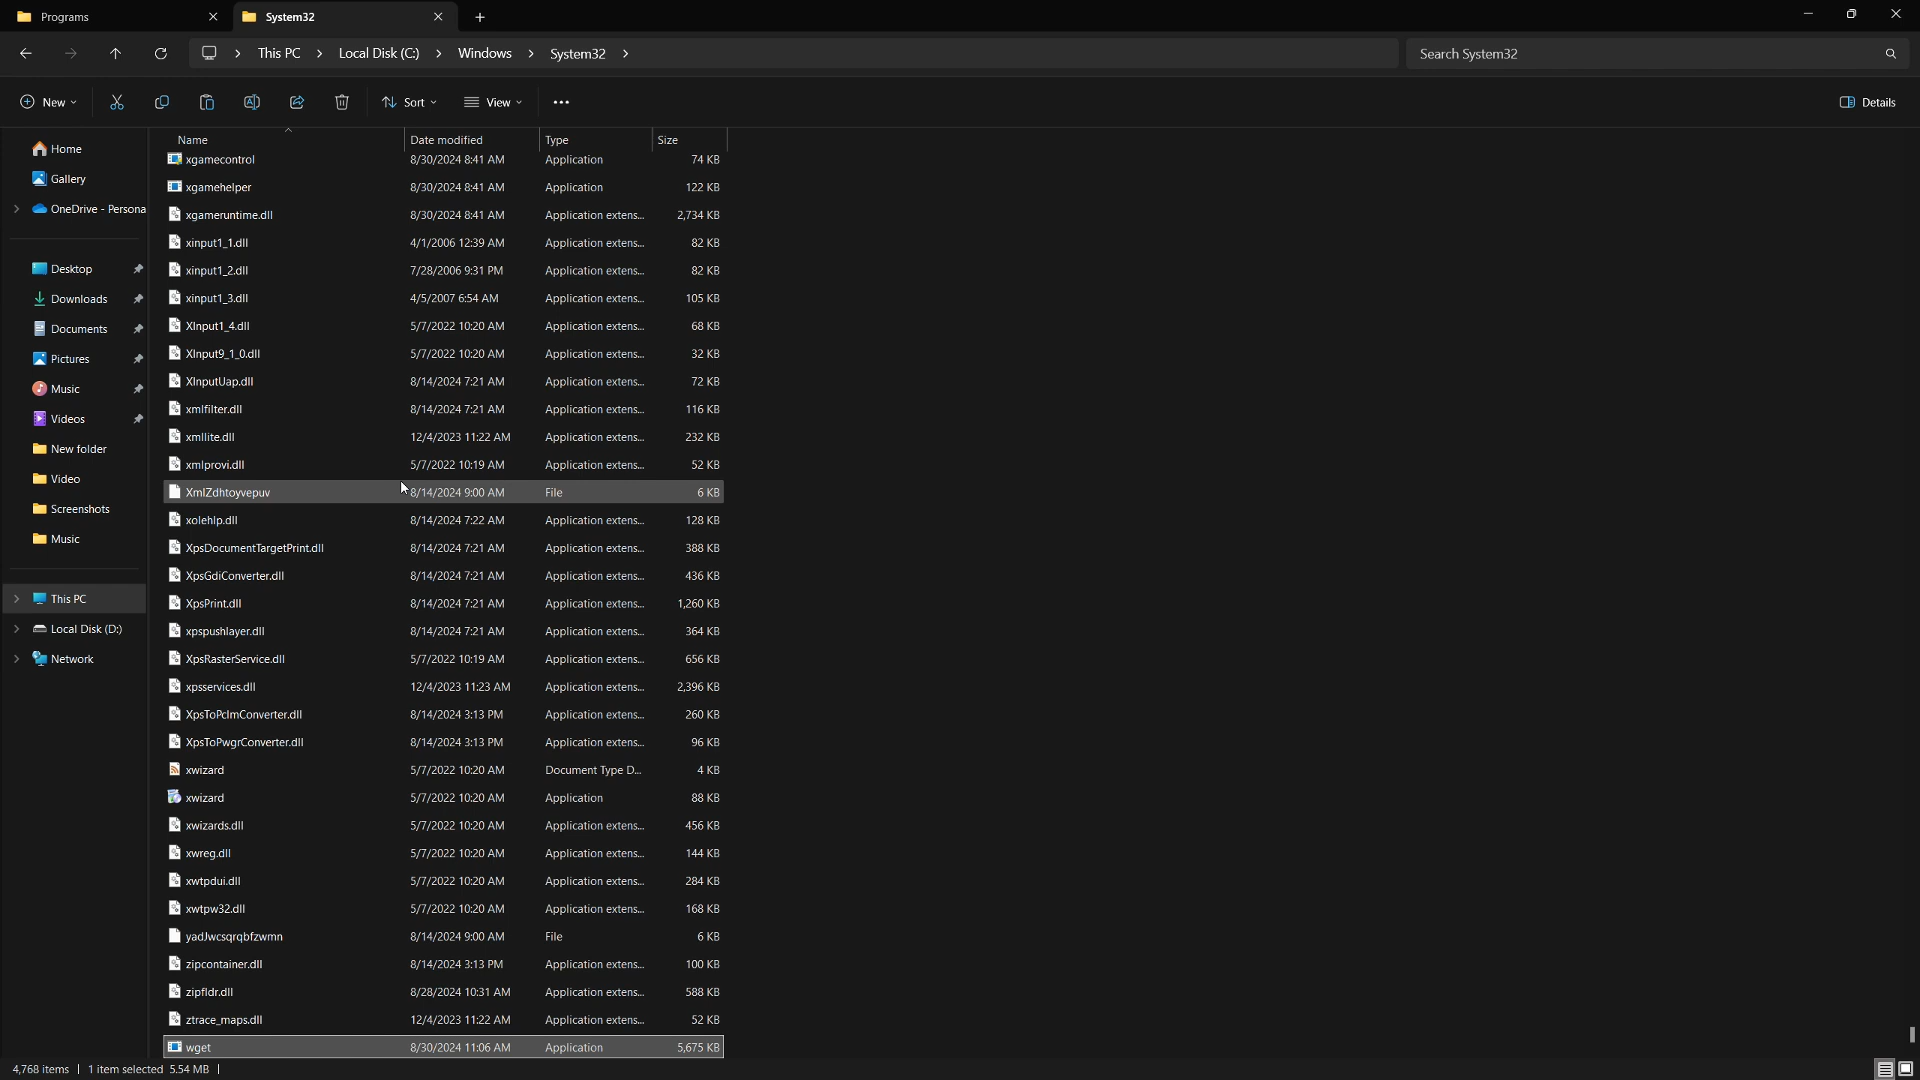 Programs
System32
This PC > Local Disk (C:) > Windows > System32 >
Search System32
New
Sort
View
Details
Home
Gallery
OneDrive - Persona
Desktop
Downloads
Documents
Pictures
Music
Videos
New folder
Video
Screenshots
Music
This PC
Local Disk (D:)
Network
Name Date modified Type Size
xgamecontrol 8/30/2024 8:41 AM Application 74 KB
xgamehelper 8/30/2024 8:41 AM Application 122 KB
xgameruntime.dll 8/30/2024 8:41 AM Application extens... 2,734 KB
xinput1_1.dll 4/1/2006 12:39 AM Application extens... 82 KB
xinput1_2.dll 7/28/2006 9:31 PM Application extens... 82 KB
xinput1_3.dll 4/5/2007 6:54 AM Application extens... 105 KB
XInput1_4.dll 5/7/2022 10:20 AM Application extens... 68 KB
XInput9_1_0.dll 5/7/2022 10:20 AM Application extens... 32 KB
XInputUap.dll 8/14/2024 7:21 AM Application extens... 72 KB
xmlfilter.dll 8/14/2024 7:21 AM Application extens... 116 KB
xmllite.dll 12/4/2023 11:22 AM Application extens... 232 KB
xmlprovi.dll 5/7/2022 10:19 AM Application extens... 52 KB
XmlZdhtoyvepuv 8/14/2024 9:00 AM File 6 KB
xolehlp.dll 8/14/2024 7:22 AM Application extens... 128 KB
XpsDocumentTargetPrint.dll 8/14/2024 7:21 AM Application extens... 388 KB
XpsGdiConverter.dll 8/14/2024 7:21 AM Application extens... 436 KB
XpsPrint.dll 8/14/2024 7:21 AM Application extens... 1,260 KB
xpspushlayer.dll 8/14/2024 7:21 AM Application extens... 364 KB
XpsRasterService.dll 5/7/2022 10:19 AM Application extens... 656 KB
xpsservices.dll 12/4/2023 11:23 AM Application extens... 2,396 KB
XpsToPclmConverter.dll 8/14/2024 3:13 PM Application extens... 260 KB
XpsToPwgrConverter.dll 8/14/2024 3:13 PM Application extens... 96 KB
xwizard 5/7/2022 10:20 AM Document Type D... 4 KB
xwizard 5/7/2022 10:20 AM Application 88 KB
xwizards.dll 5/7/2022 10:20 AM Application extens... 456 KB
xwreg.dll 5/7/2022 10:20 AM Application extens... 144 KB
xwtpdui.dll 5/7/2022 10:20 AM Application extens... 284 KB
xwtpw32.dll 5/7/2022 10:20 AM Application extens... 168 KB
yadJwcsqrqbfzwmn 8/14/2024 9:00 AM File 6 KB
zipcontainer.dll 8/14/2024 3:13 PM Application extens... 100 KB
zipfldr.dll 8/28/2024 10:31 AM Application extens... 588 KB
ztrace_maps.dll 12/4/2023 11:22 AM Application extens... 52 KB
wget 8/30/2024 11:06 AM Application 5,675 KB
4,768 items 1 item selected 5.54 MB